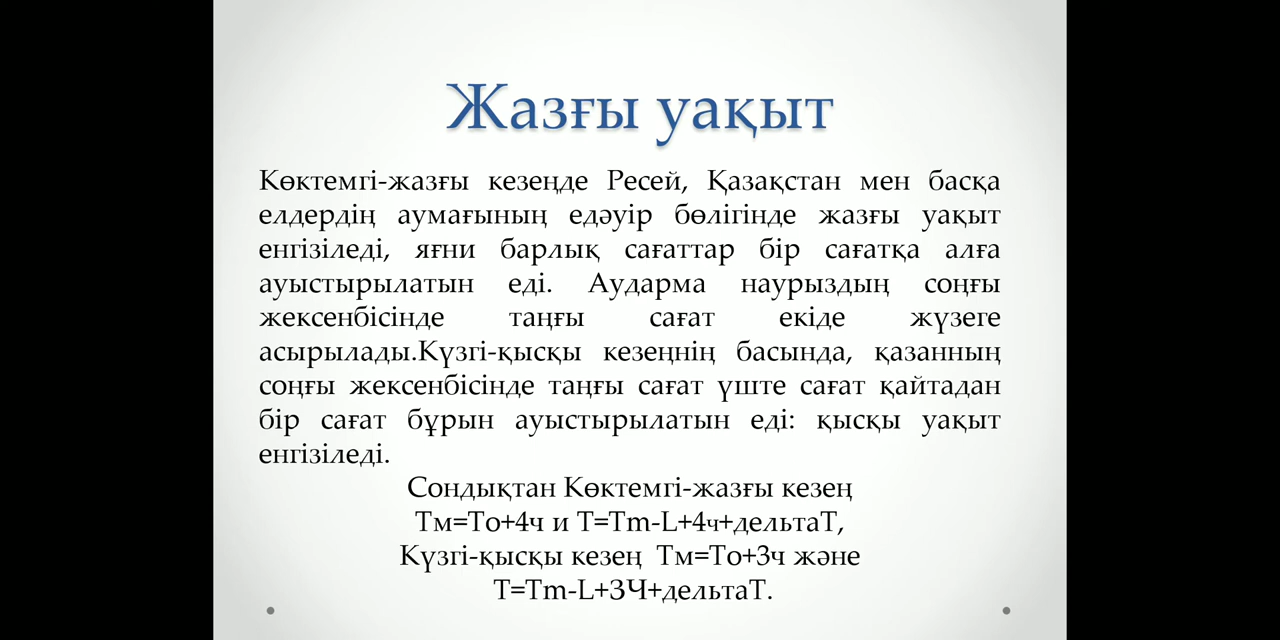 Жазғы уақыт
Көктемгі-жазғы кезеңде Ресей, Қазақстан мен басқа
елдердің аумағының едәуір бөлігінде жазғы уақыт
енгізіледі, яғни барлық сағаттар бір сағатқа алға
ауыстырылатын еді. Аударма наурыздың соңғы
жексенбісінде таңғы сағат екіде жүзеге
асырылады.Күзгі-қысқы кезеңнің басында, қазанның
соңғы жексенбісінде таңғы сағат үште сағат қайтадан
бір сағат бұрын ауыстырылатын еді: қысқы уақыт
енгізіледі.
Сондықтан Көктемгі-жазғы кезең
Тм=То+4ч и Т=Тm-L+4ч+дельтаТ,
Күзгі-қысқы кезең Тм=То+3ч және
Т=Тm-L+3Ч+дельтаТ.